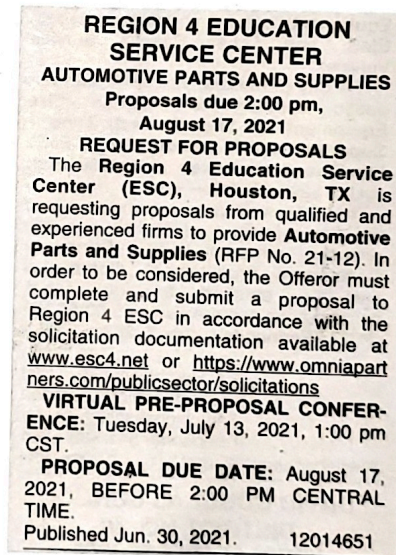 REGION 4 EDUCATION
SERVICE CENTER
AUTOMOTIVE PARTS AND SUPPLIES
Proposals due 2:00 pm,
August 17, 2021
REQUEST FOR PROPOSALS
The Region 4 Education Service
Center (ESC), Houston, TX is
requesting proposals from qualified and
experienced firms to provide Automotive
Parts and Supplies (RFP No. 21-12). In
order to be considered, the Offeror must
complete and submit a proposal to
Region 4 ESC in accordance with the
solicitation documentation available at
www.esc4.net or https://www.omniapart
ners.com/publicsector/solicitations
VIRTUAL PRE-PROPOSAL CONFER-
ENCE: Tuesday, July 13, 2021, 1:00 pm
CST.
PROPOSAL DUE DATE: August 17,
2021, BEFORE 2:00 PM CENTRAL
TIME.
Published Jun. 30, 2021. 12014651